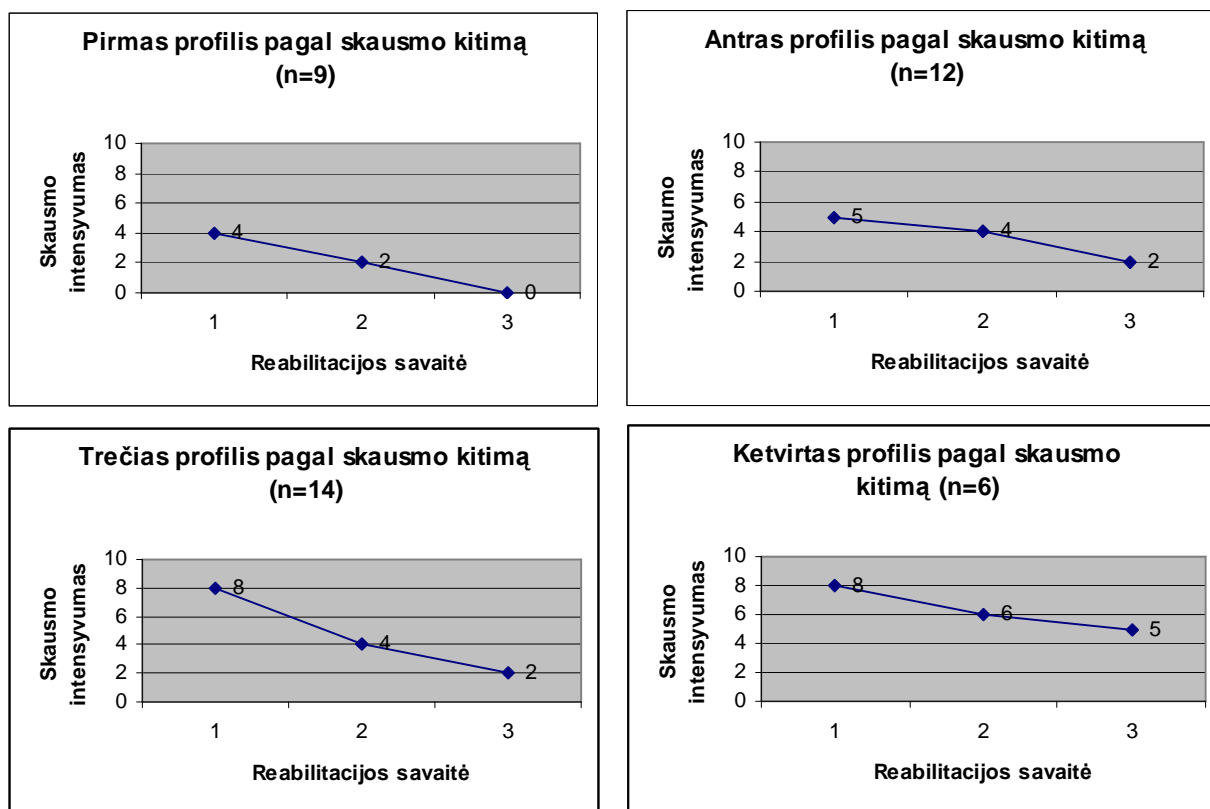 Pirmas profilis pagal skausmo kitimą
(n=9)
10
8
6
4
2
0
Skausmo
intensyvumas
4
2
0
1 2 3
Reabilitacijos savaitė
Antras profilis pagal skausmo kitimą
(n=12)
10
8
6
4
2
0
Skaumo
intensyvumas
5
4
2
1 2 3
Reabilitacijos savaitė
Trečias profilis pagal skausmo kitimą
(n=14)
10
8
6
4
2
0
Skausmo
intensyvumas
8
4
2
1 2 3
Reabilitacijos savaitė
Ketvirtas profilis pagal skausmo
kitimą (n=6)
10
8
6
4
2
0
Skausmo
intensyvumas
8
6
5
1 2 3
Reabilitacijos savaitė